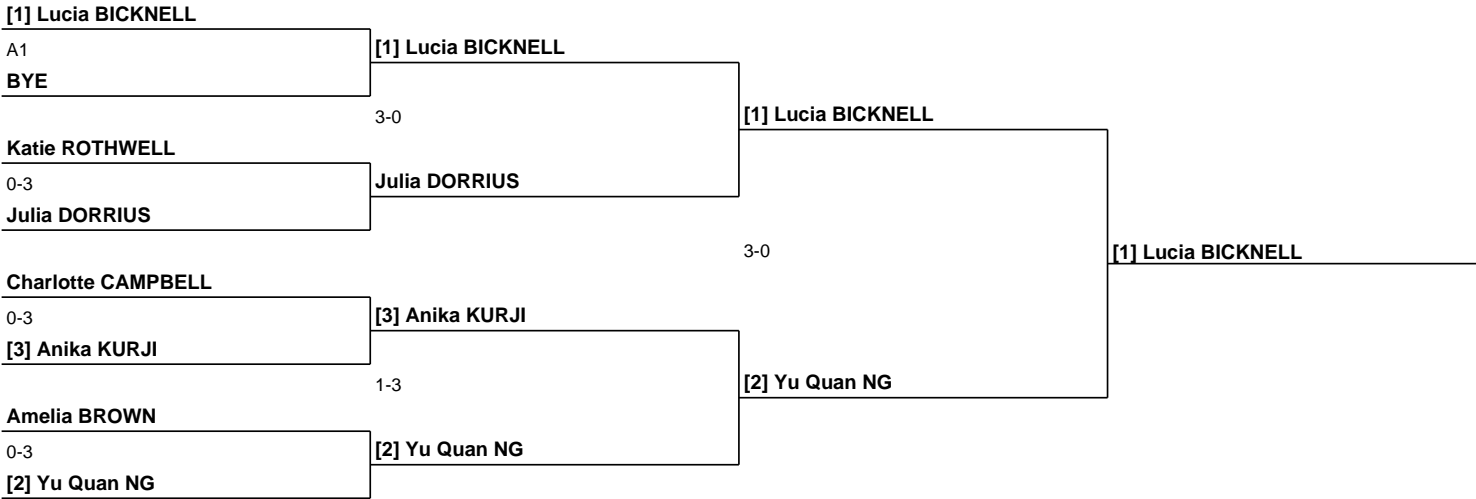 [1] Lucia BICKNELL
A1
BYE
[1] Lucia BICKNELL
3-0
Katie ROTHWELL
0-3
Julia DORRIUS
Julia DORRIUS
[1] Lucia BICKNELL
3-0
Charlotte CAMPBELL
0-3
[3] Anika KURJI
[3] Anika KURJI
1-3
Amelia BROWN
0-3
[2] Yu Quan NG
[2] Yu Quan NG
[2] Yu Quan NG
[1] Lucia BICKNELL